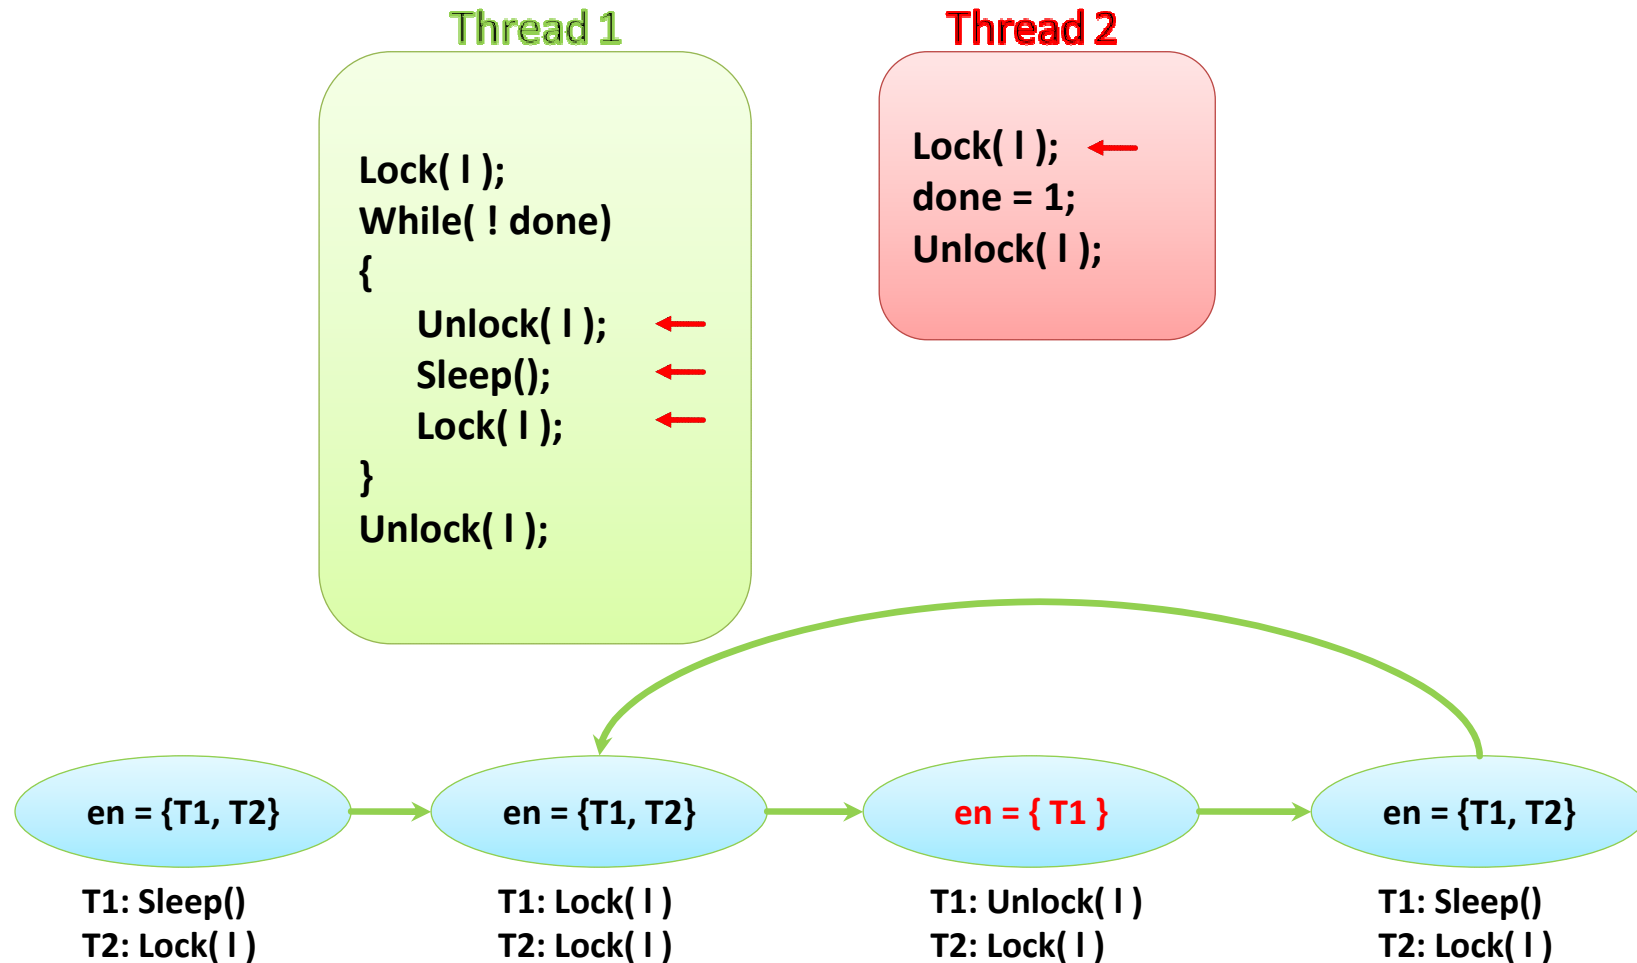 Thread 1
Lock( l );
While( ! done)
{
Unlock( l );
Sleep();
Lock( l );
}
Unlock( l );
Thread 2
Lock( l );
done = 1;
Unlock( l );
en = {T1, T2}
T1: Sleep()
T2: Lock( l )
en = {T1, T2}
T1: Lock( l )
T2: Lock( l )
en = { T1 }
T1: Unlock( l )
T2: Lock( l )
en = {T1, T2}
T1: Sleep()
T2: Lock( l )